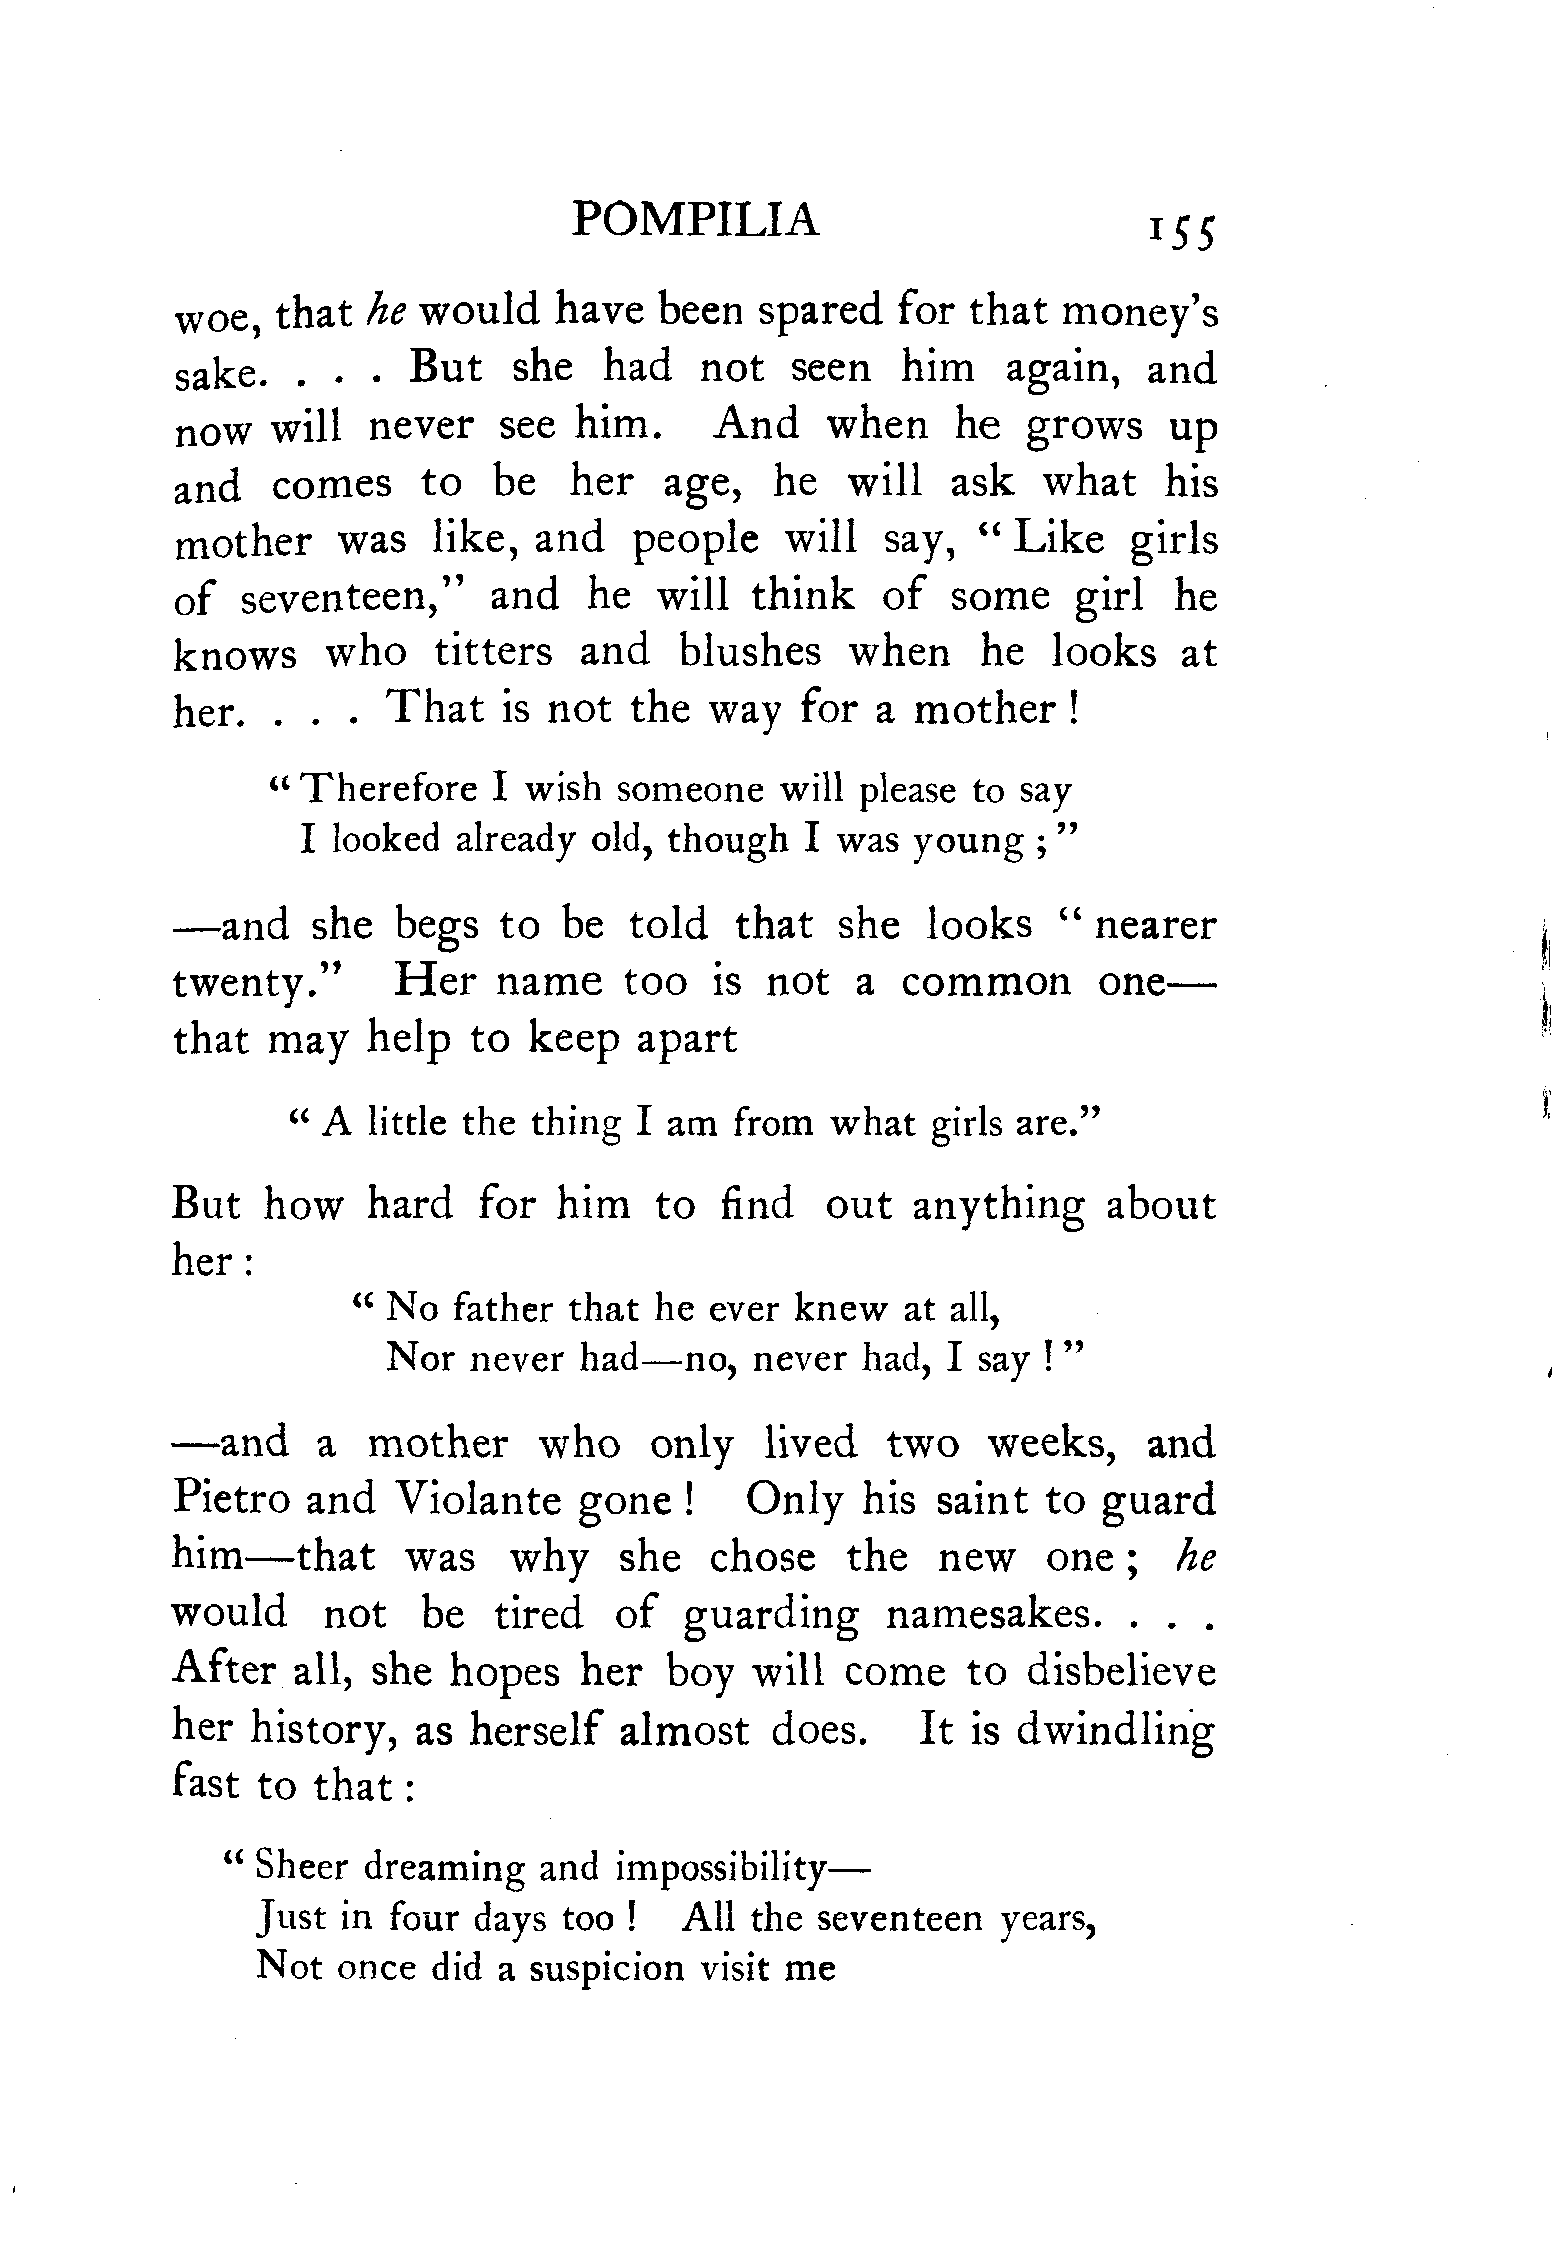 POMPILIA 155
woe, that he would have been spared for that money's
sake. . . . But she had not seen him again, and
now will never see him. And when he grows up
and comes to be her age, he will ask what his
mother was like, and people will say, “ Like girls
of seventeen,” and he will think of some girl he
knows who titters and blushes when he looks at
her. . . . That is not the way for a mother !
“ Therefore I wish someone will please to say
I looked already old, though I was young ; ”
—and she begs to be told that she looks “ nearer
twenty.” Her name too is not a common one—
that may help to keep apart
“ A little the thing I am from what girls are.”
But how hard for him to find out anything about
her :
“ No father that he ever knew at all,
Nor never had—no, never had, I say ! ”
—and a mother who only lived two weeks, and
Pietro and Violante gone ! Only his saint to guard
him—that was why she chose the new one ; he
would not be tired of guarding namesakes. . . .
After all, she hopes her boy will come to disbelieve
her history, as herself almost does. It is dwindling
fast to that :
“ Sheer dreaming and impossibility—
Just in four days too ! All the seventeen years,
Not once did a suspicion visit me